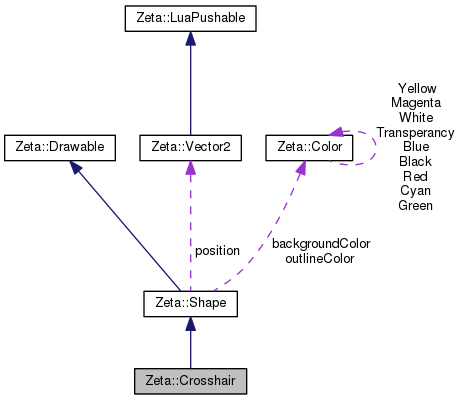 Zeta::LuaPushable
Yellow
Magenta
White
Transperancy
Blue
Black
Red
Cyan
Green
Zeta::Drawable
Zeta::Vector2
Zeta::Color
position
backgroundColor
outlineColor
Zeta::Shape
Zeta::Crosshair